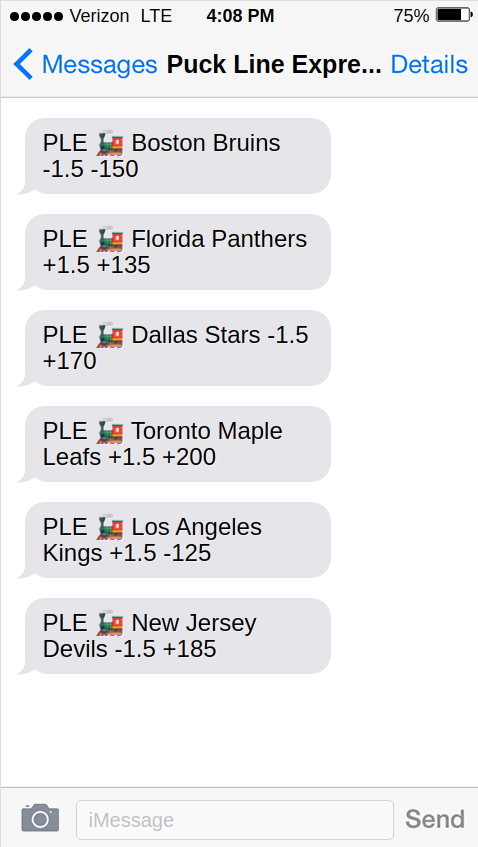 Verizon LTE 4:08 PM 75%
Messages Puck Line Expre... Details
PLE 🚂 Boston Bruins
-1.5 -150
PLE 🚂 Florida Panthers
+1.5 +135
PLE 🚂 Dallas Stars -1.5
+170
PLE 🚂 Toronto Maple
Leafs +1.5 +200
PLE 🚂 Los Angeles
Kings +1.5 -125
PLE 🚂 New Jersey
Devils -1.5 +185
iMessage Send